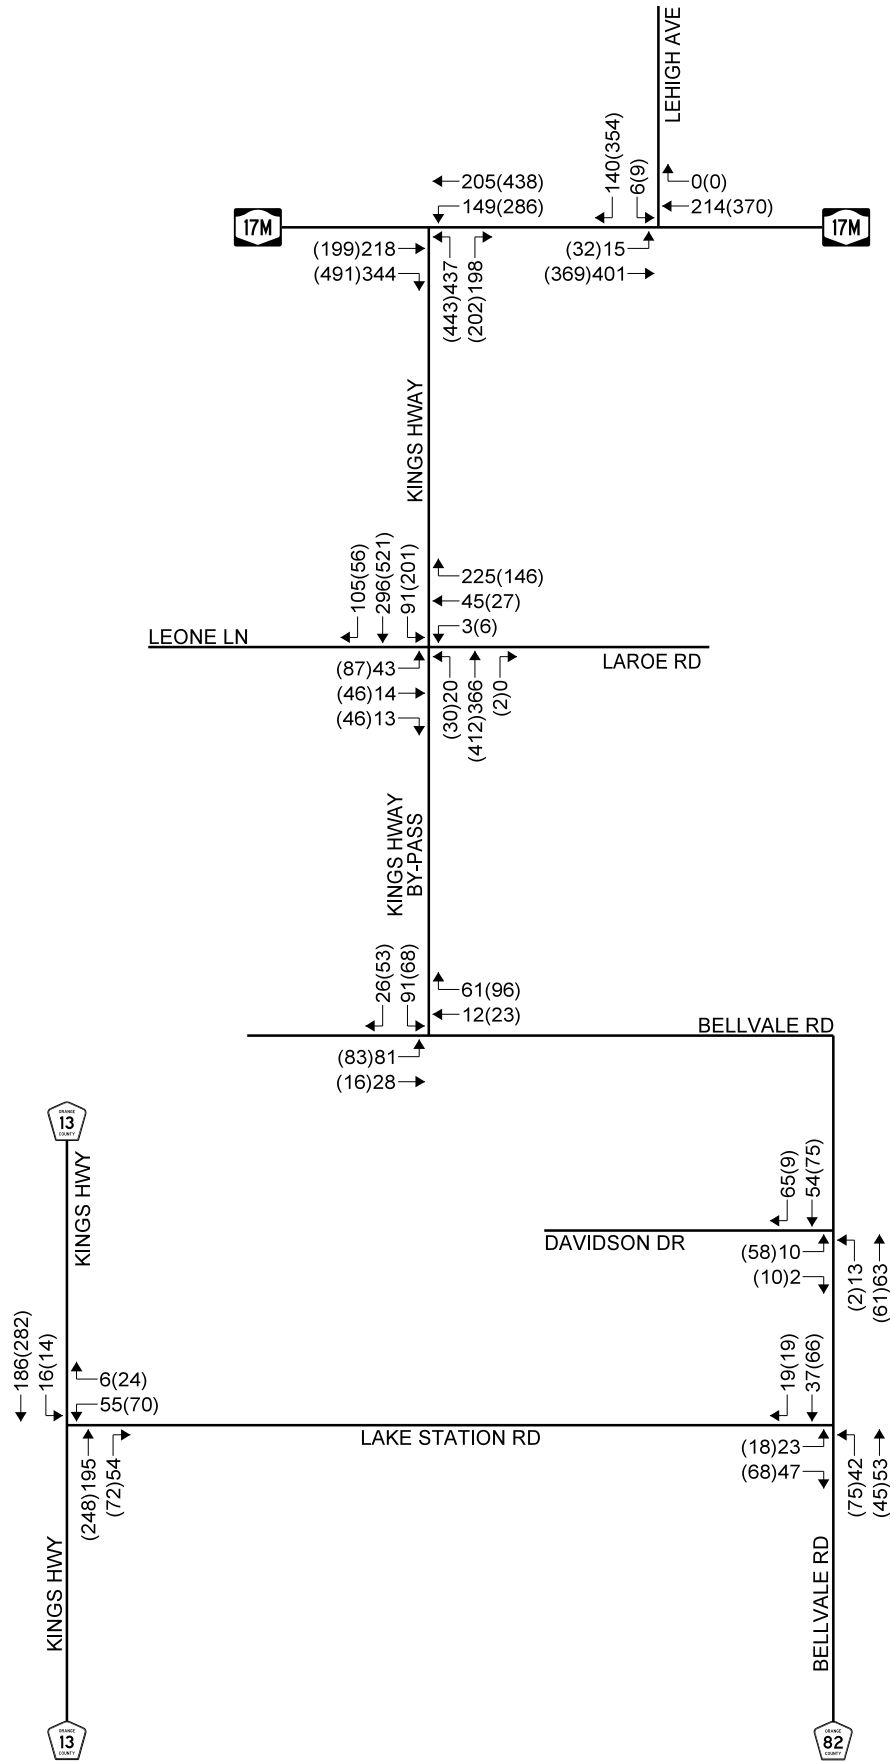 LEHIGH AVE
140(354)
6(9)
0(0)
214(370)
205(438)
149(286)
17M
17M
(199)218
(491)344
(443)437
(202)198
(32)15
(369)401
KINGS HWAY
105(56)
296(521)
91(201)
225(146)
45(27)
3(6)
LEONE LN
LAROE RD
(87)43
(46)14
(46)13
(30)20
(412)366
(2)0
KINGS HWAY
BY-PASS
26(53)
91(68)
61(96)
12(23)
BELLVALE RD
(83)81
(16)28
ORANGE
13
COUNTY
KINGS HWY
65(9)
54(75)
DAVIDSON DR
(58)10
(10)2
(2)13
(61)63
186(282)
16(14)
6(24)
55(70)
19(19)
37(66)
LAKE STATION RD
(248)195
(72)54
(18)23
(68)47
(75)42
(45)53
KINGS HWY
BELLVALE RD
ORANGE
13
COUNTY
ORANGE
82
COUNTY